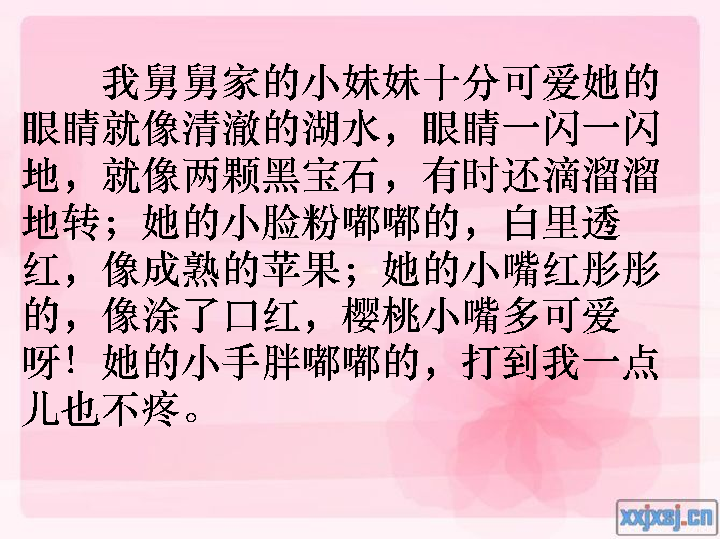 我舅舅家的小妹妹十分可爱她的
眼睛就像清澈的湖水，眼睛一闪一闪
地，就像两颗黑宝石，有时还滴溜溜
地转；她的小脸粉嘟嘟的，白里透
红，像成熟的苹果；她的小嘴红彤彤
的，像涂了口红，樱桃小嘴多可爱
呀！她的小手胖嘟嘟的，打到我一点
儿也不疼。
xxjxsj.cn